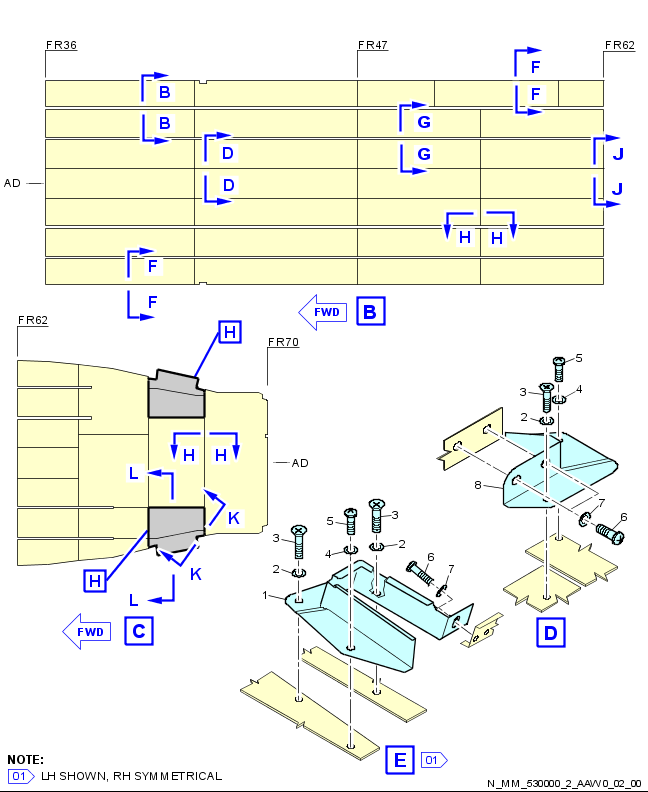 FR36
FR47
FR62
F
B
F
B
G
D
G
J
AD
D
J
H
H
F
F
FWD
B
FR62
H
FR70
5
3
4
2
H
H
AD
L
8
7
K
3
5
3
6
4
2
6
7
2
K
H
1
L
FWD
C
D
NOTE:
01 LH SHOWN, RH SYMMETRICAL
E
01
N_MM_530000_2_AAW0_02_00